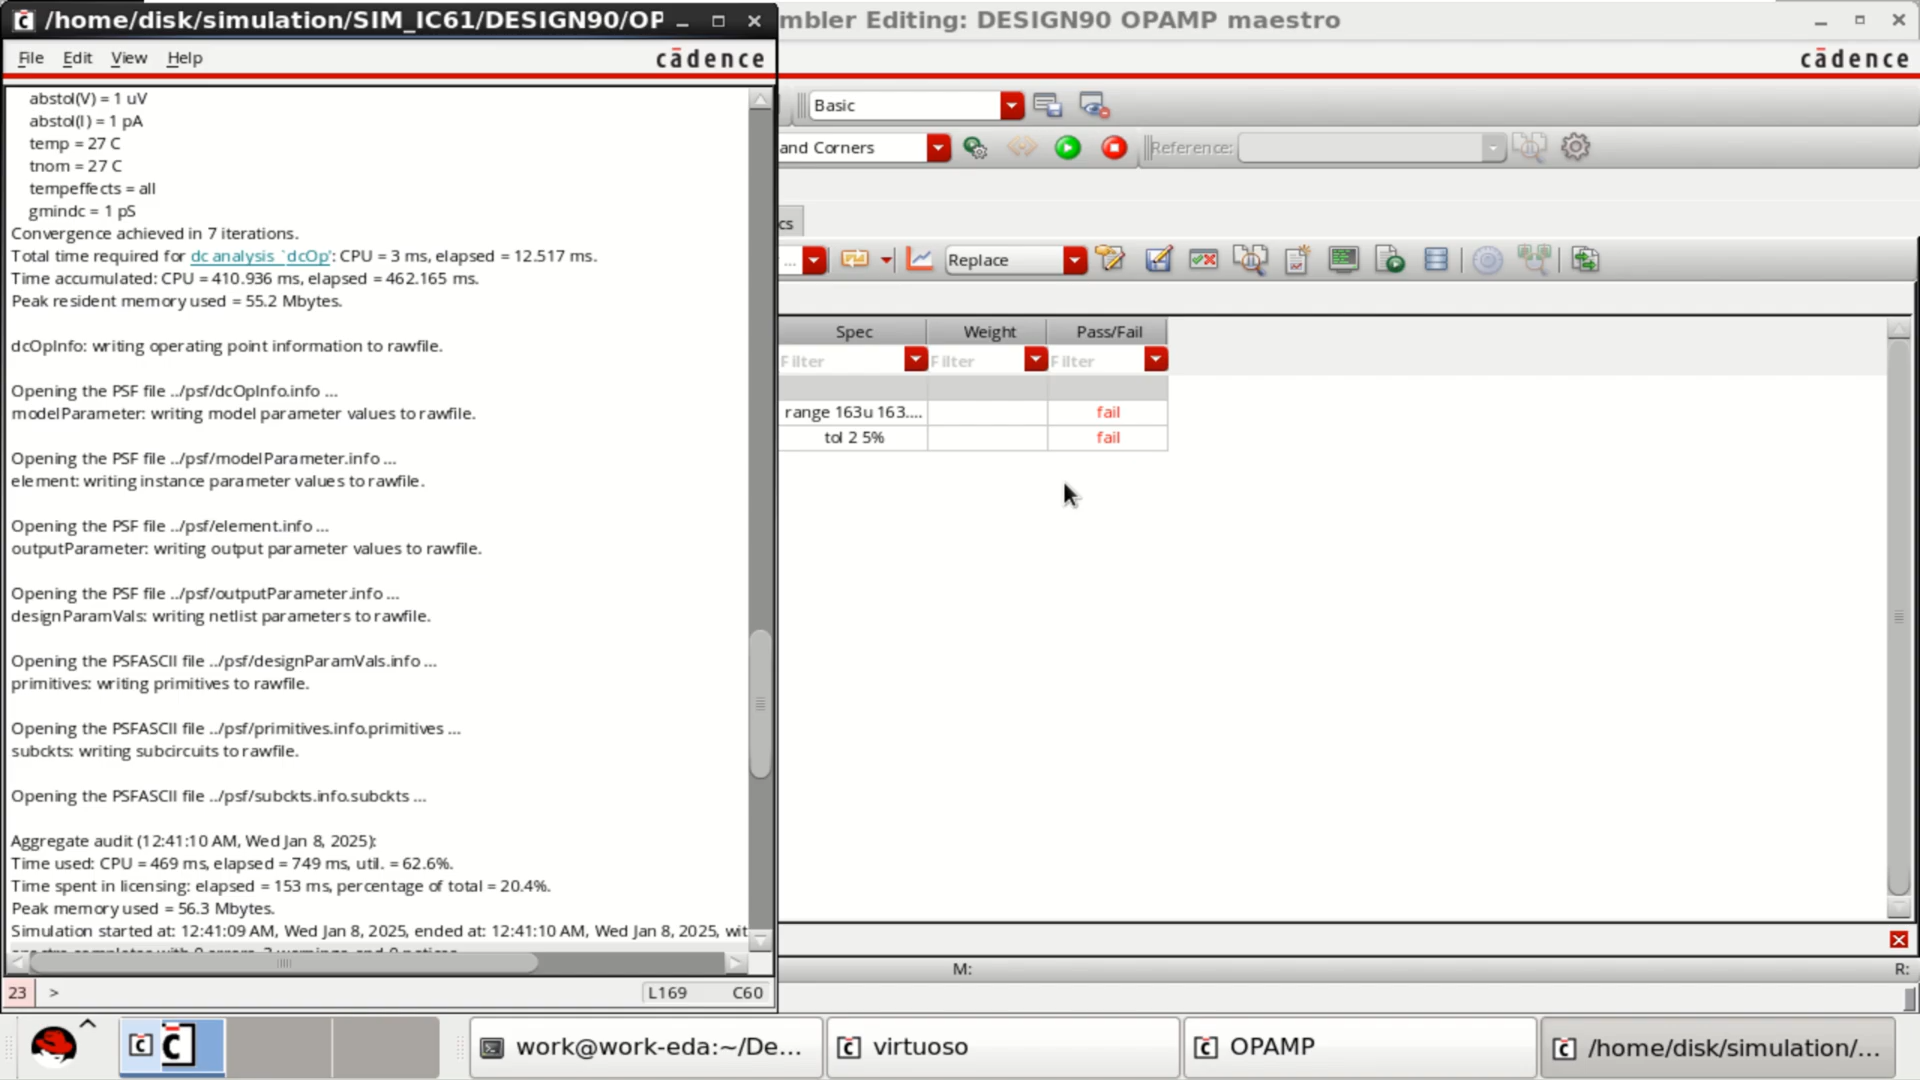 /home/disk/simulation/SIM_IC61/DESIGN90/OP
File Edit View Help
cādence
abstol(V) = 1 uV
abstol(I) = 1 pA
temp = 27 C
tnom = 27 C
tempeffects = all
gmindc = 1 pS
Convergence achieved in 7 iterations.
Total time required for dc analysis `dcOp': CPU = 3 ms, elapsed = 12.517 ms.
Time accumulated: CPU = 410.936 ms, elapsed = 462.165 ms.
Peak resident memory used = 55.2 Mbytes.
dcOpInfo: writing operating point information to rawfile.
Opening the PSF file ../psf/dcOpInfo.info ...
modelParameter: writing model parameter values to rawfile.
Opening the PSF file ../psf/modelParameter.info ...
element: writing instance parameter values to rawfile.
Opening the PSF file ../psf/element.info ...
outputParameter: writing output parameter values to rawfile.
Opening the PSF file ../psf/outputParameter.info ...
designParamVals: writing netlist parameters to rawfile.
Opening the PSFASCII file ../psf/designParamVals.info ...
primitives: writing primitives to rawfile.
Opening the PSFASCII file ../psf/primitives.info.primitives ...
subckts: writing subcircuits to rawfile.
Opening the PSFASCII file ../psf/subckts.info.subckts ...
Aggregate audit (12:41:10 AM, Wed Jan 8, 2025):
Time used: CPU = 469 ms, elapsed = 749 ms, util. = 62.6%.
Time spent in licensing: elapsed = 153 ms, percentage of total = 20.4%.
Peak memory used = 56.3 Mbytes.
Simulation started at: 12:41:09 AM, Wed Jan 8, 2025, ended at: 12:41:10 AM, Wed Jan 8, 2025, wit
23 > L169 C60
mbler Editing: DESIGN90 OPAMP maestro
cādence
Basic
and Corners
Reference:
cs
... Replace
Spec Weight Pass/Fail
Filter Filter Filter
range 163u 163.... fail
tol 2 5% fail
M: R:
work@work-eda:~/De...
virtuoso
OPAMP
/home/disk/simulation/...